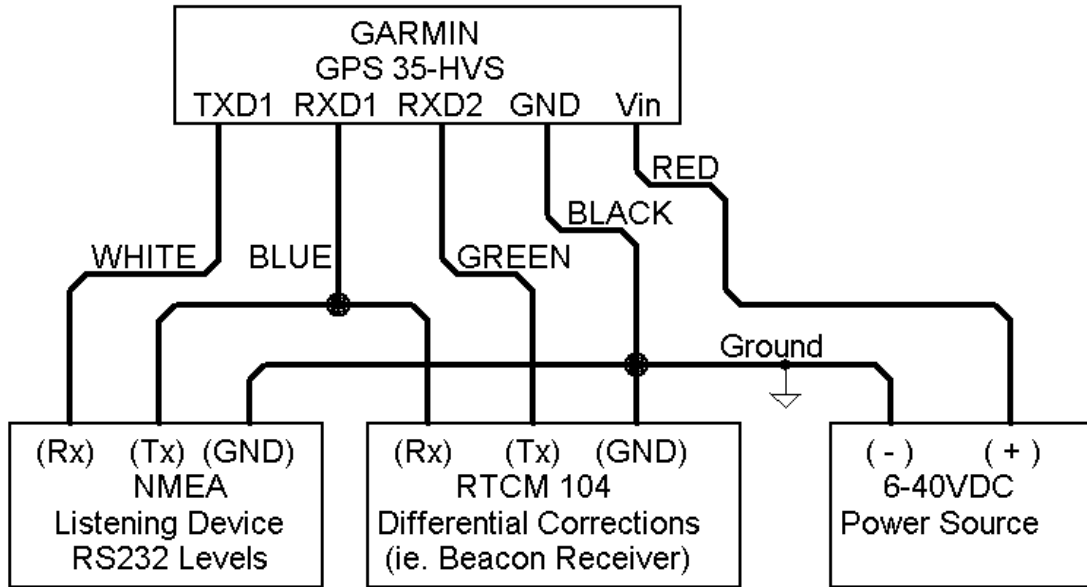 GARMIN
GPS 35-HVS
TXD1 RXD1 RXD2 GND Vin
RED
BLACK
WHITE BLUE GREEN
Ground
(Rx) (Tx) (GND)
NMEA
Listening Device
RS232 Levels
(Rx) (Tx) (GND)
RTCM 104
Differential Corrections
(ie. Beacon Receiver)
( - ) ( + )
6-40VDC
Power Source